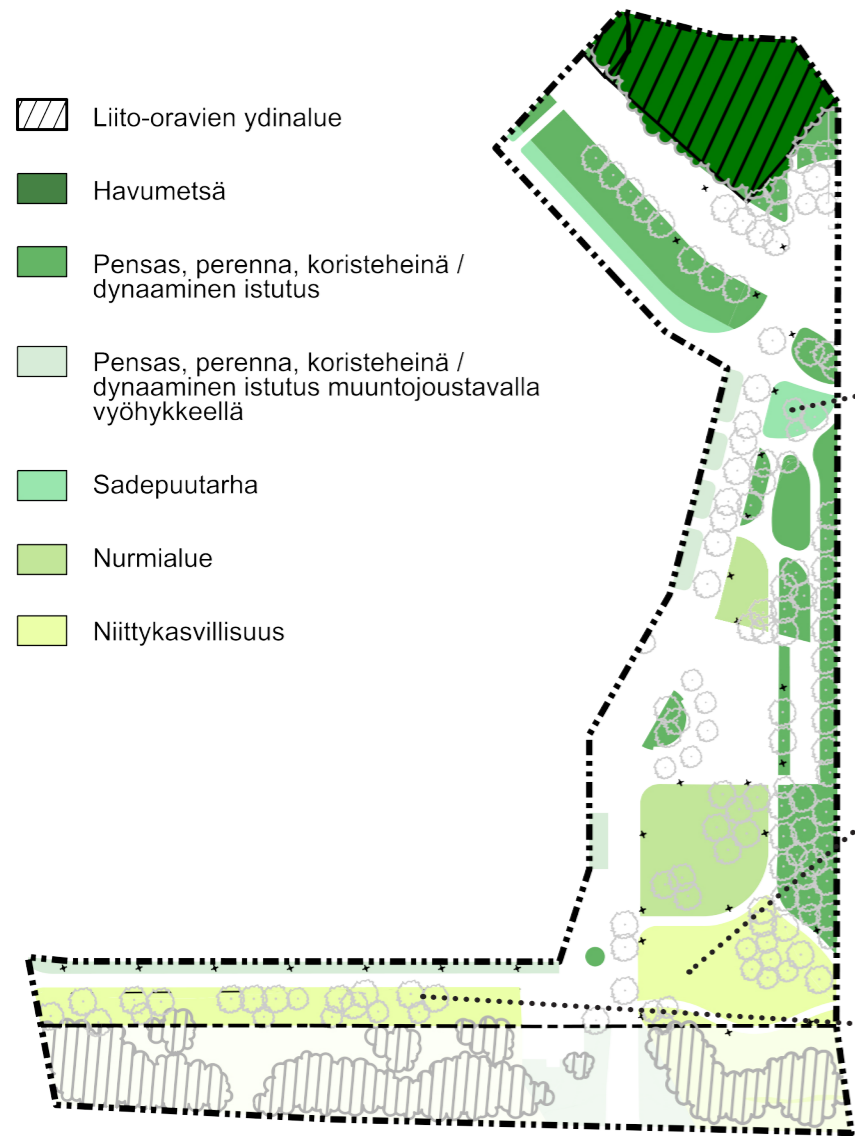 Liito-oravien ydinalue
Havumetsä
Pensas, perenna, koristeheinä /
dynaaminen istutus
Pensas, perenna, koristeheinä /
dynaaminen istutus muuntojoustavalla
vyöhykkeellä
Sadepuutarha
Nurmialue
Niittykasvillisuus